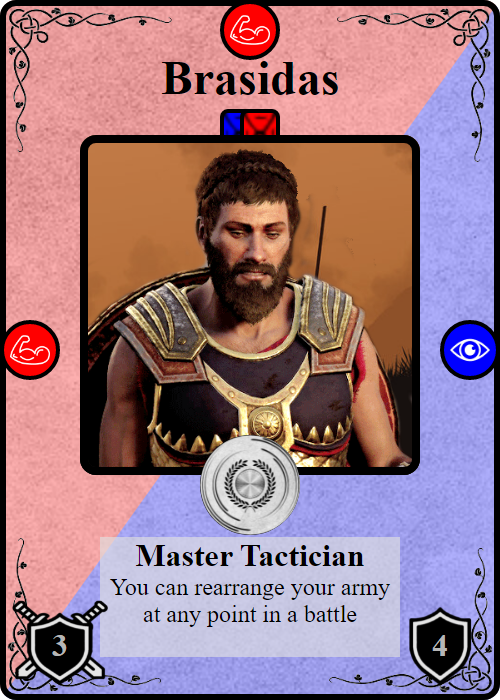 Brasidas
Master Tactician
You can rearrange your army
at any point in a battle
3
4